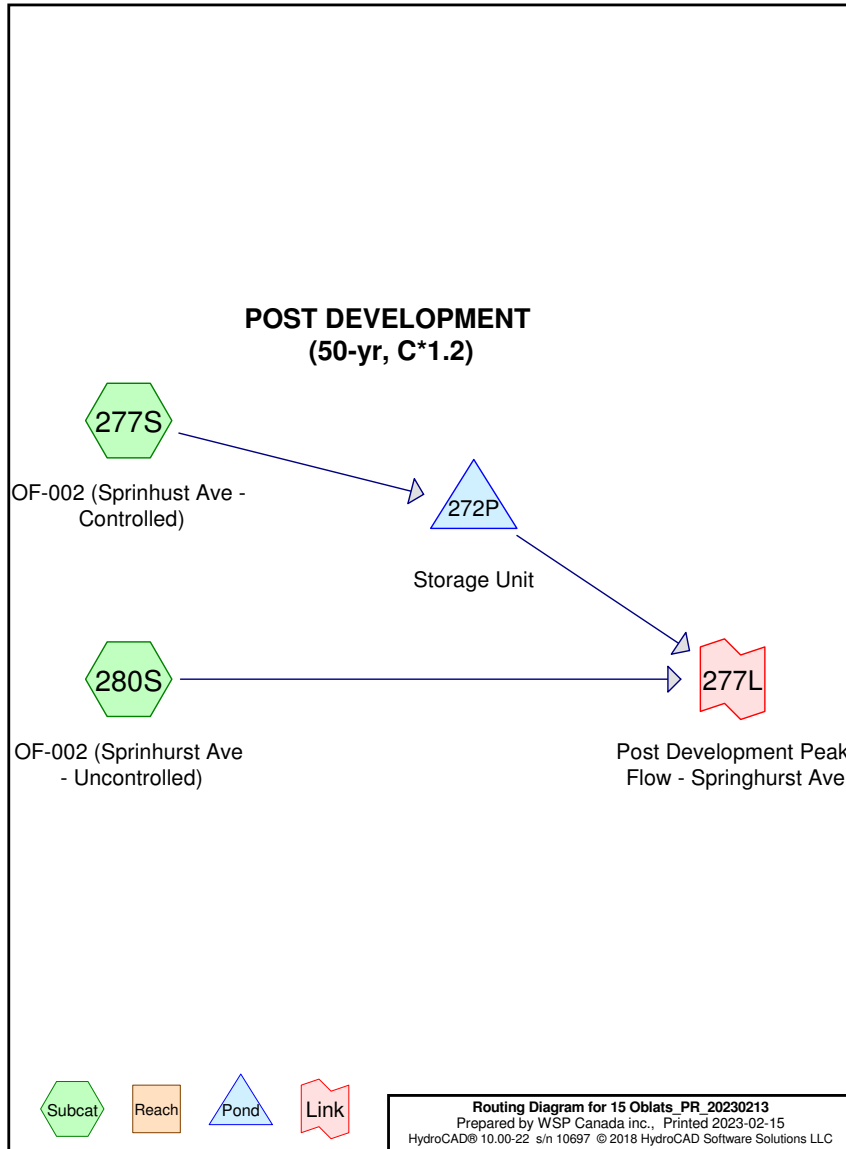 POST DEVELOPMENT
(50-yr, C*1.2)
277S
OF-002 (Sprinhust Ave -
Controlled)
272P
Storage Unit
280S
OF-002 (Sprinhurst Ave
- Uncontrolled)
277L
Post Development Peak
Flow - Springhurst Ave
Subcat
Reach
Pond
Link
Routing Diagram for 15 Oblats_PR_20230213
Prepared by WSP Canada inc., Printed 2023-02-15
HydroCAD® 10.00-22 s/n 10697 © 2018 HydroCAD Software Solutions LLC